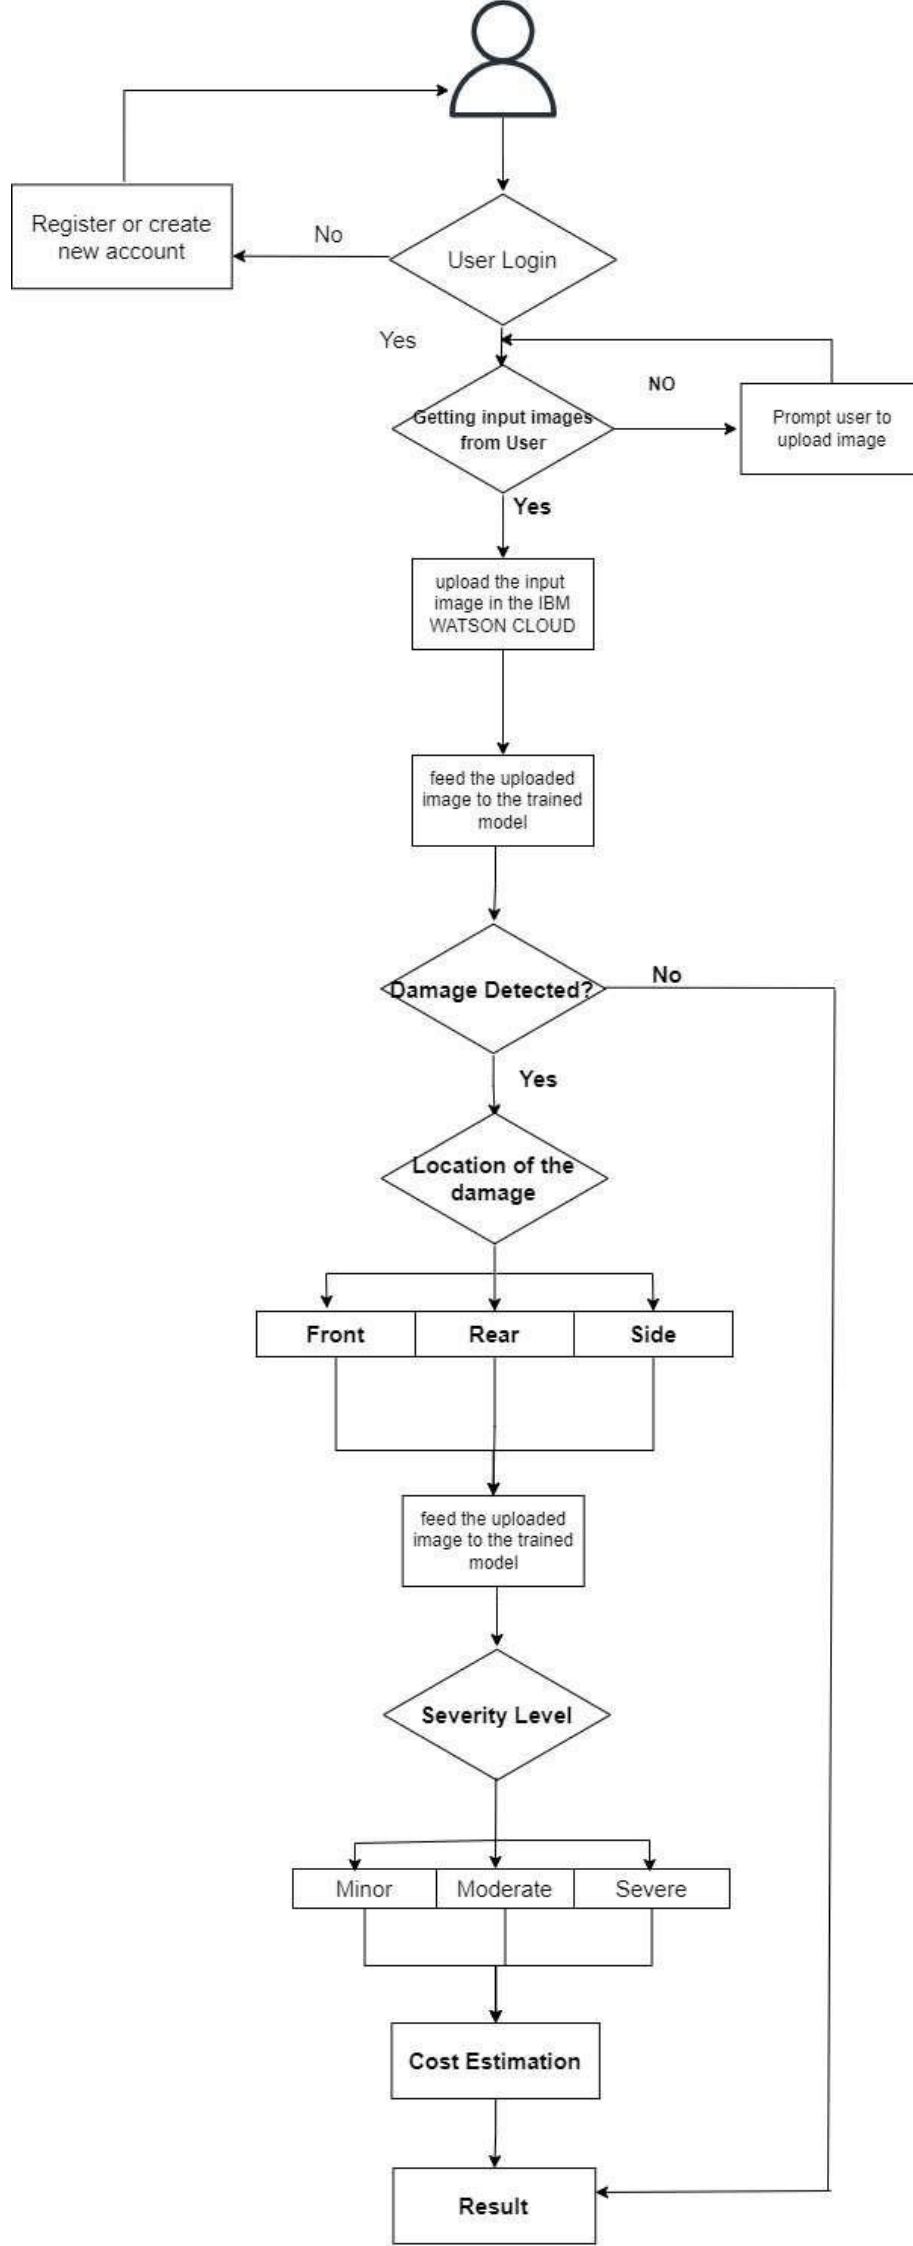 Register or create
new account
No
User Login
Yes
NO
Getting input images
from User
Prompt user to
upload image
Yes
upload the input
image in the IBM
WATSON CLOUD
feed the uploaded
image to the trained
model
Damage Detected?
No
Yes
Location of the
damage
Front
Rear
Side
feed the uploaded
image to the trained
model
Severity Level
Minor
Moderate
Severe
Cost Estimation
Result